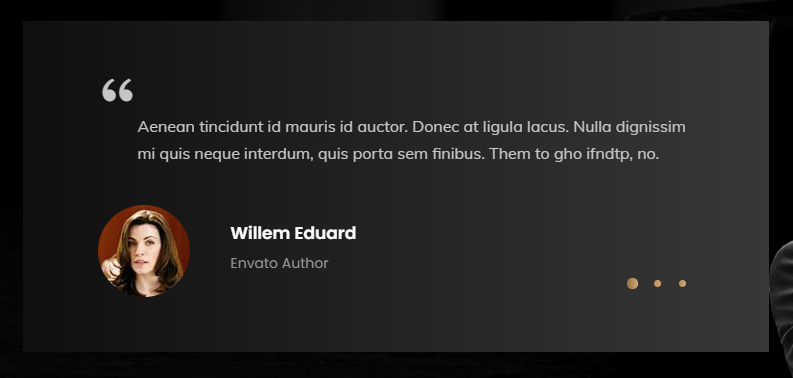 “
Aenean tincidunt id mauris id auctor. Donec at ligula lacus. Nulla dignissim
mi quis neque interdum, quis porta sem finibus. Them to gho ifndtp, no.
Willem Eduard
Envato Author